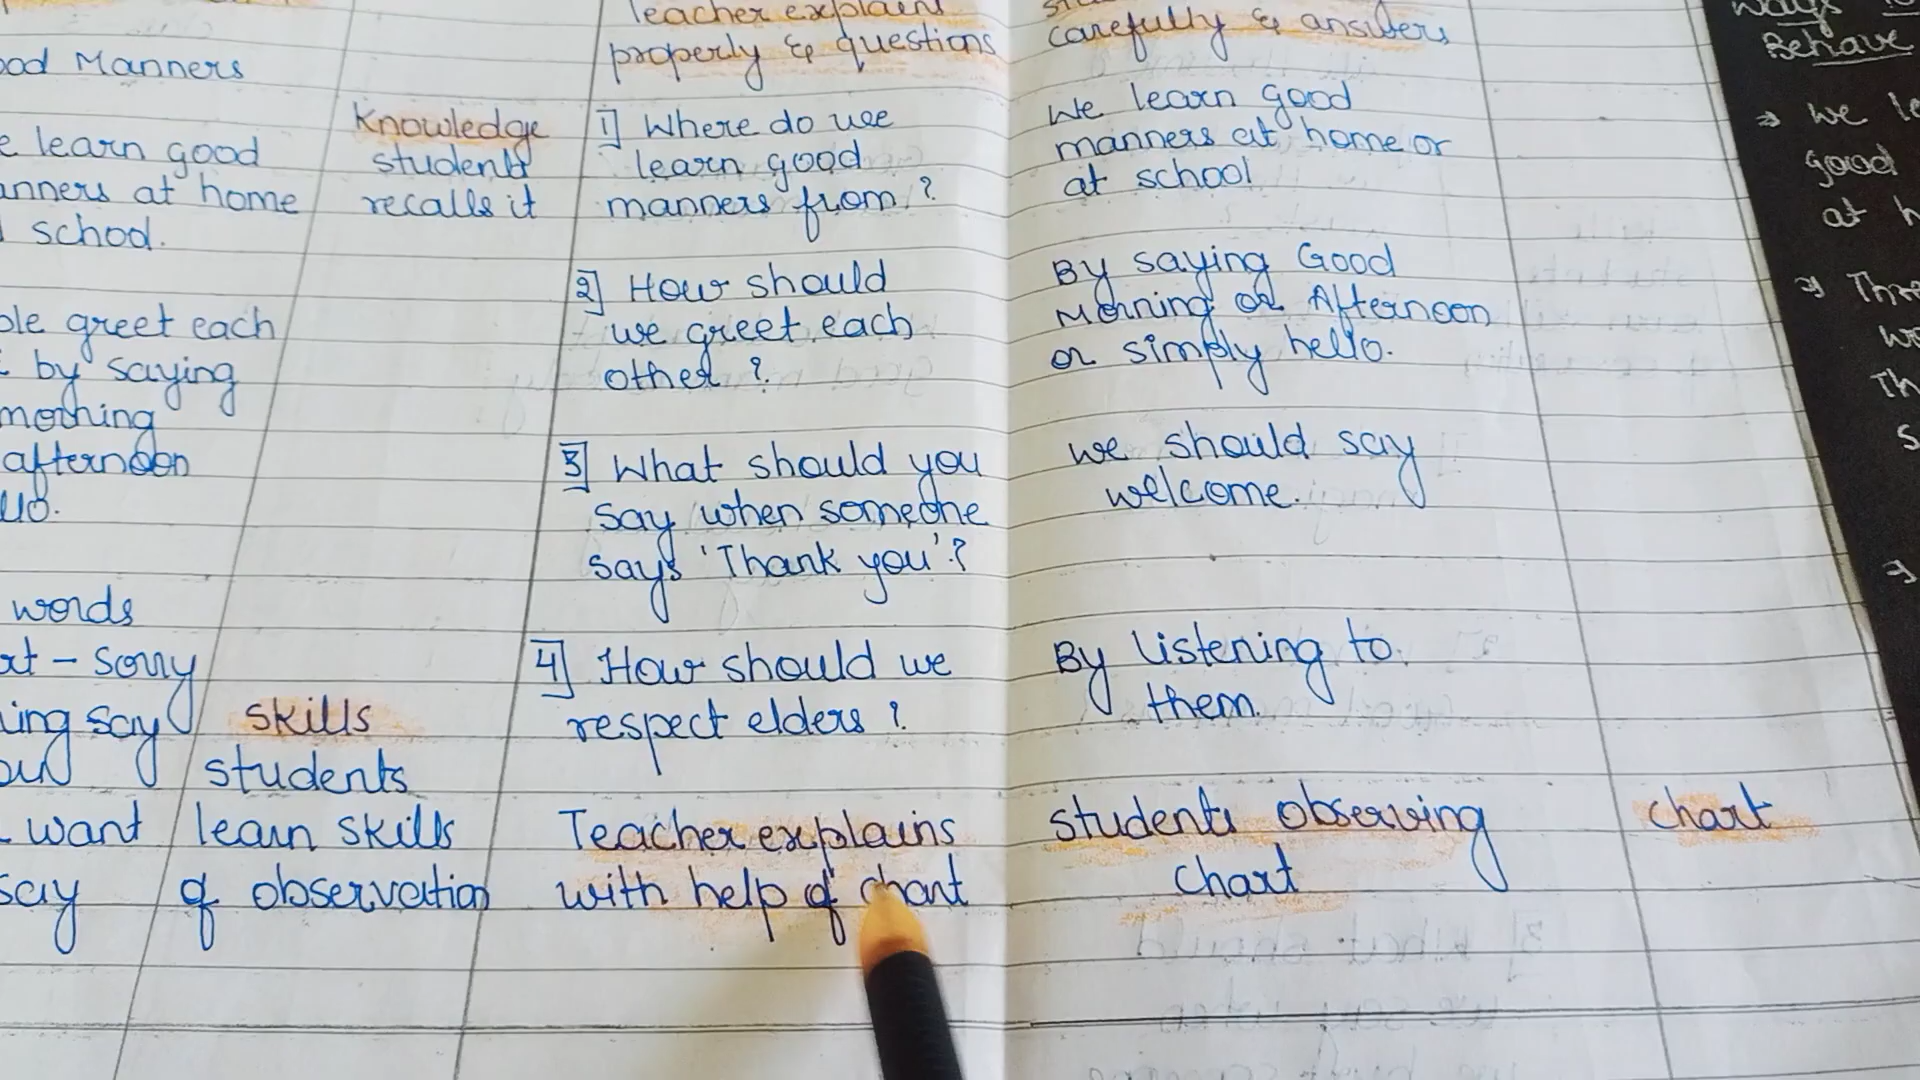 ood Manners
e learn good
anners at home
schod.
ple greet each
by saying
morning
afternoon
llo.
words
at - sorry
ing say
ou
want
say
Knowledge
students
recalls it
skills
students
learn skills
of observation
Teacher explains
properly & questions
1] Where do we
learn good
manners from?
2] How should
we greet each
other?
3] What should you
say when someone
says 'Thank you'?
4] How should we
respect elders?
Teacher explains
with help of chart
carefully & answers
We learn good
manners at home or
at school
By saying Good
Morning or Afternoon
or simply hello.
we should say
welcome.
By listening to
them.
students observing
chart
chart
Ways
Behave
⇒ We le
good
at h
⇒ Three
wo
Th
S
⇒